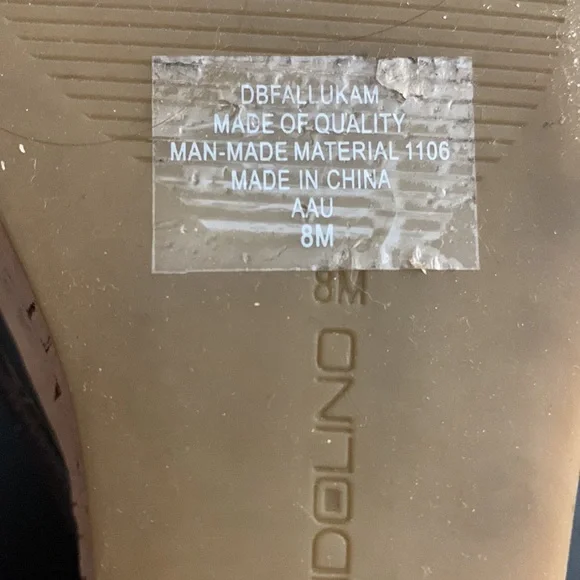 DBFALLUKAM
MADE OF QUALITY
MAN-MADE MATERIAL 1106
MADE IN CHINA
AAU
8M
8M
DOLINO